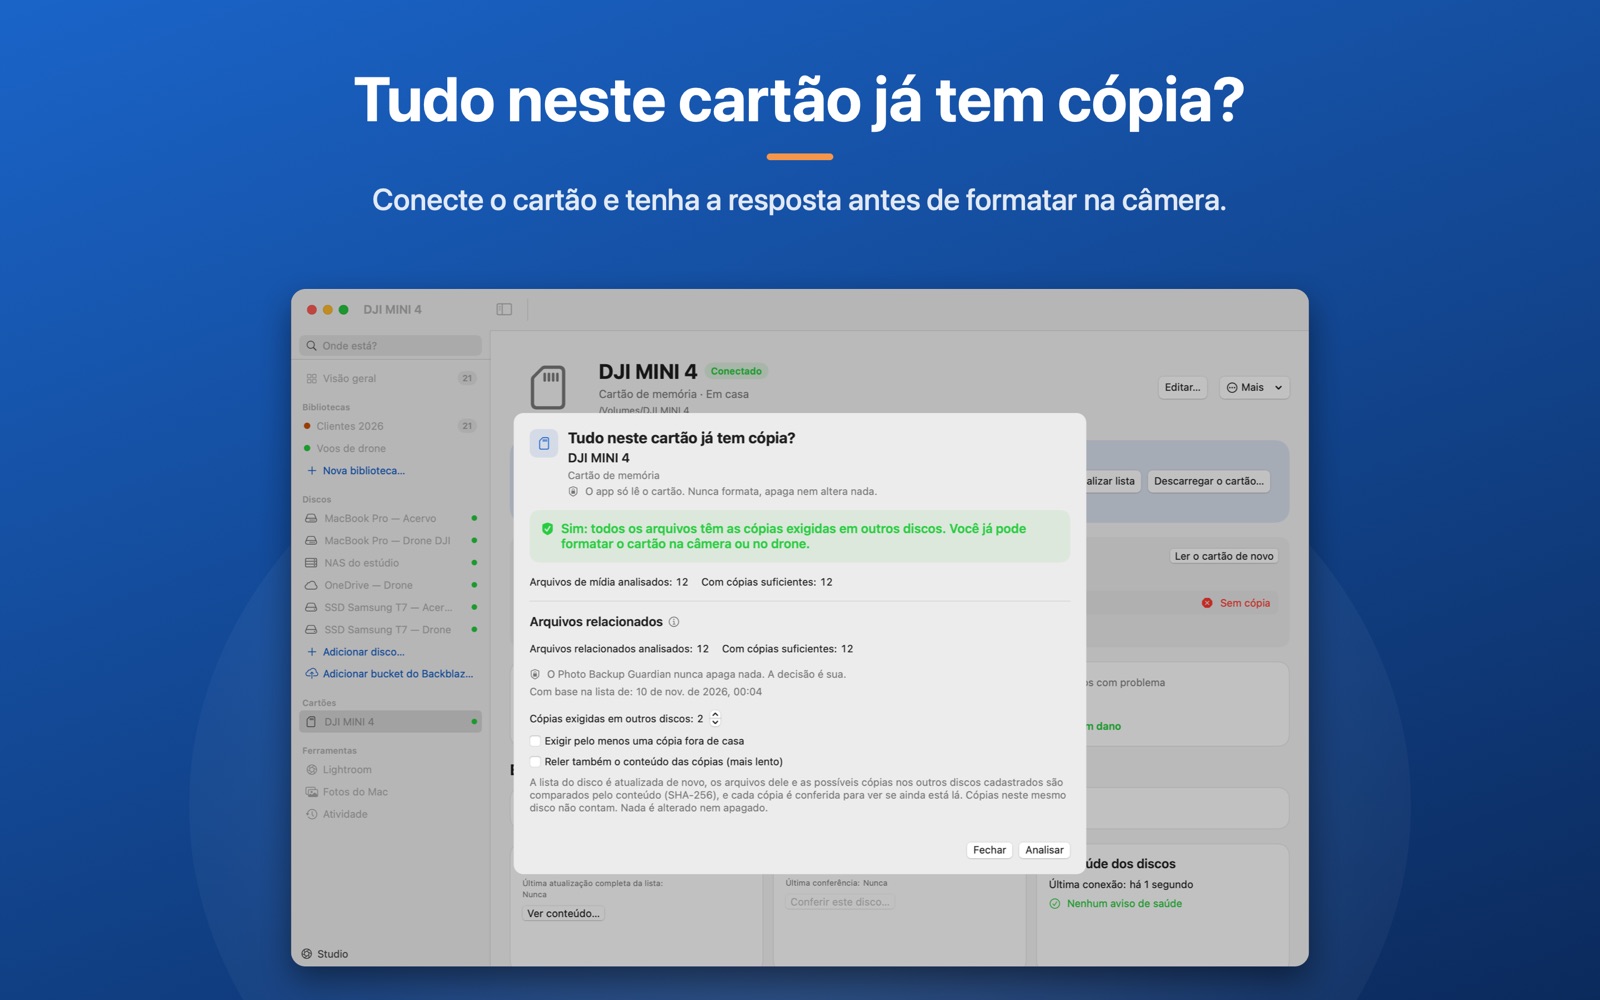 Tudo neste cartão já tem cópia?
Conecte o cartão e tenha a resposta antes de formatar na câmera.
DJI MINI 4
Onde está?
Visão geral 21
Bibliotecas
Clientes 2026 21
Voos de drone
Nova biblioteca...
Discos
MacBook Pro — Acervo
MacBook Pro — Drone DJI
NAS do estúdio
OneDrive — Drone
SSD Samsung T7 — Acer...
SSD Samsung T7 — Drone
Adicionar disco...
Adicionar bucket do Backblaz...
Cartões
DJI MINI 4
Ferramentas
Lightroom
Fotos do Mac
Atividade
Studio
DJI MINI 4 Conectado
Cartão de memória · Em casa
/Volumes/DJI MINI 4
Editar... Mais
Tudo neste cartão já tem cópia?
DJI MINI 4
Cartão de memória
O app só lê o cartão. Nunca formata, apaga nem altera nada.
Sim: todos os arquivos têm as cópias exigidas em outros discos. Você já pode
formatar o cartão na câmera ou no drone.
Arquivos de mídia analisados: 12 Com cópias suficientes: 12
Arquivos relacionados
Arquivos relacionados analisados: 12 Com cópias suficientes: 12
O Photo Backup Guardian nunca apaga nada. A decisão é sua.
Com base na lista de: 10 de nov. de 2026, 00:04
Cópias exigidas em outros discos: 2
Exigir pelo menos uma cópia fora de casa
Reler também o conteúdo das cópias (mais lento)
A lista do disco é atualizada de novo, os arquivos dele e as possíveis cópias nos outros discos cadastrados são
comparados pelo conteúdo (SHA-256), e cada cópia é conferida para ver se ainda está lá. Cópias neste mesmo
disco não contam. Nada é alterado nem apagado.
Fechar Analisar
alizar lista Descarregar o cartão...
Ler o cartão de novo
Sem cópia
s com problema
m dano
Última atualização completa da lista:
Nunca
Ver conteúdo...
Última conferência: Nunca
Conferir este disco...
úde dos discos
Última conexão: há 1 segundo
Nenhum aviso de saúde